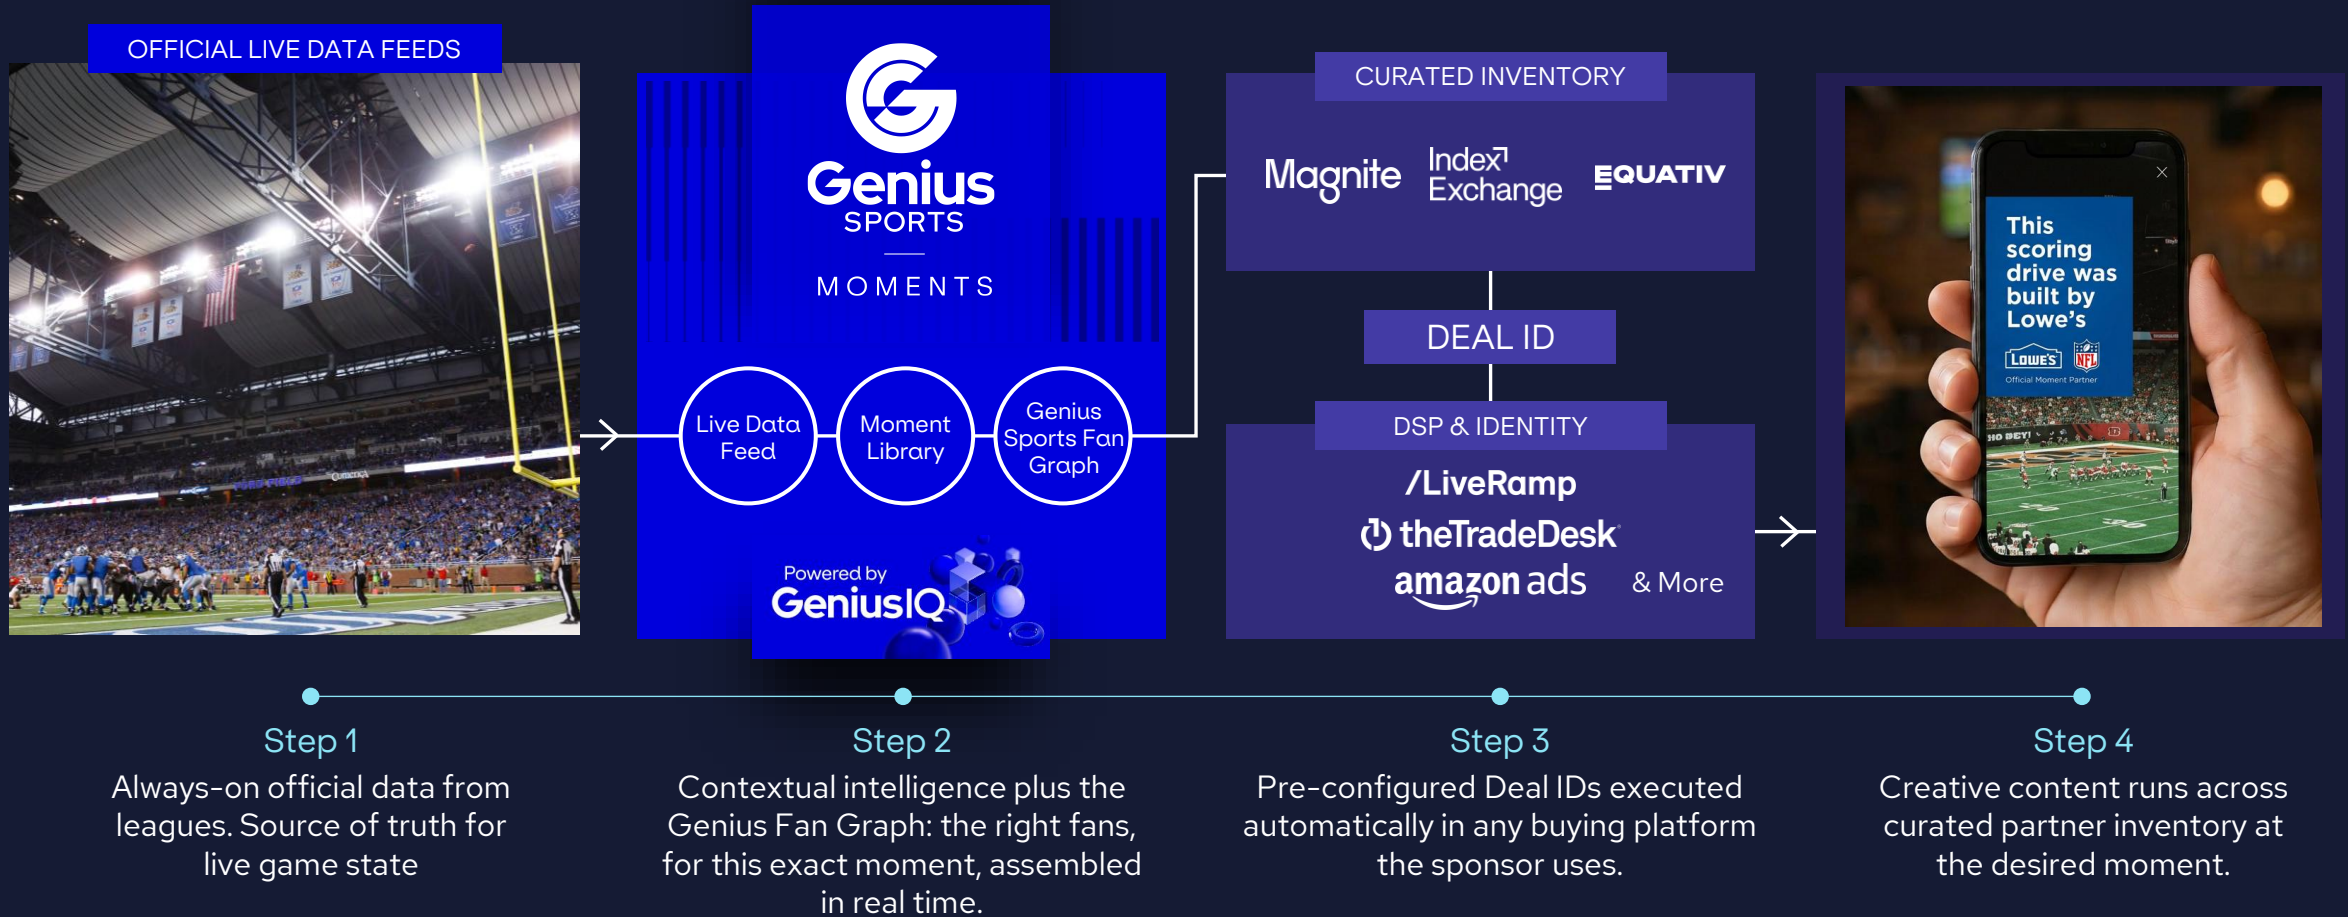 OFFICIAL LIVE DATA FEEDS
FORD FIELD
Genius
SPORTS
MOMENTS
Live Data
Feed
Moment
Library
Genius
Sports Fan
Graph
Powered by
GeniusIQ
CURATED INVENTORY
Magnite
Index
Exchange
EQUATIV
DEAL ID
DSP & IDENTITY
/LiveRamp
theTradeDesk
amazon ads
& More
This
scoring
drive was
built by
Lowe's
LOWE'S
NFL
Official Moment Partner
HO DEY!
Step 1
Always-on official data from
leagues. Source of truth for
live game state
Step 2
Contextual intelligence plus the
Genius Fan Graph: the right fans,
for this exact moment, assembled
in real time.
Step 3
Pre-configured Deal IDs executed
automatically in any buying platform
the sponsor uses.
Step 4
Creative content runs across
curated partner inventory at
the desired moment.